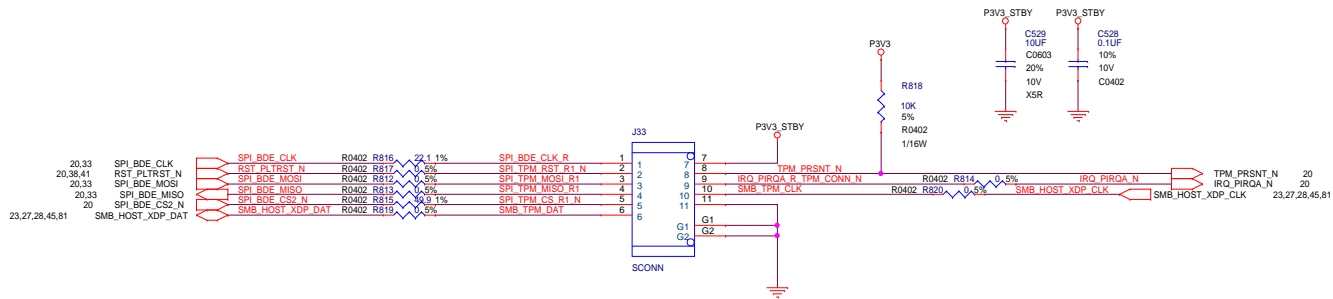 P3V3_STBY P3V3_STBY
P3V3 C529 C528
10UF 0.1UF
C0603 10%
20% 10V
10V C0402
X5R
R818
10K
5%
R0402
1/16W
J33 P3V3_STBY
20,33 SPI_BDE_CLK SPI_BDE_CLK R0402 R816 22.1 1% SPI_BDE_CLK_R 1 1 7 7
20,38,41 RST_PLTRST_N RST_PLTRST_N R0402 R817 0 5% SPI_TPM_RST_R1_N 2 2 8 8 TPM_PRSNT_N TPM_PRSNT_N 20
20,33 SPI_BDE_MOSI SPI_BDE_MOSI R0402 R812 0 5% SPI_TPM_MOSI_R1 3 3 9 9 IRQ_PIRQA_R_TPM_CONN_N R0402 R814 0 5% IRQ_PIRQA_N IRQ_PIRQA_N 20
20,33 SPI_BDE_MISO SPI_BDE_MISO R0402 R813 0 5% SPI_TPM_MISO_R1 4 4 10 10 SMB_TPM_CLK R0402 R820 0 5% SMB_HOST_XDP_CLK SMB_HOST_XDP_CLK 23,27,28,45,81
20 SPI_BDE_CS2_N SPI_BDE_CS2_N R0402 R815 49.9 1% SPI_TPM_CS_R1_N 5 5 11 11
23,27,28,45,81 SMB_HOST_XDP_DAT SMB_HOST_XDP_DAT R0402 R819 0 5% SMB_TPM_DAT 6 6
G1 G1
G2 G2
SCONN